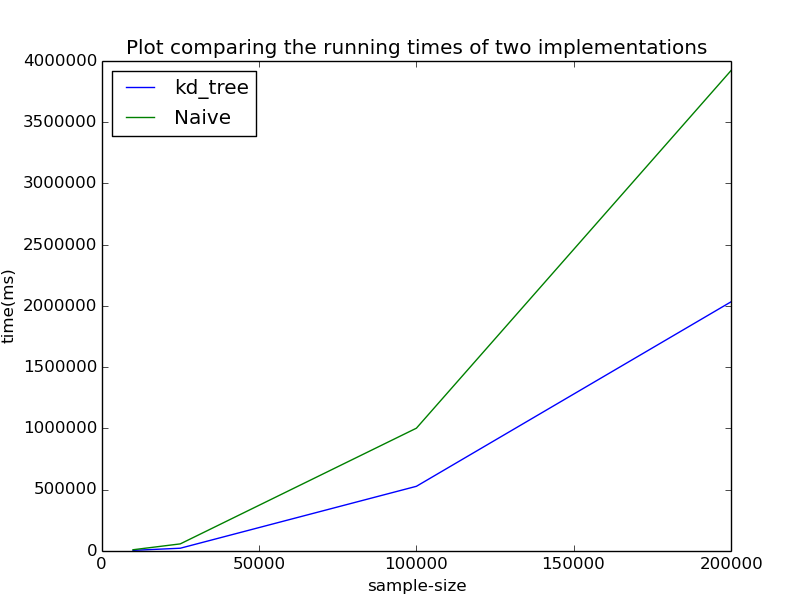 Plot comparing the running times of two implementations
4000000
3500000
3000000
2500000
2000000
1500000
1000000
500000
0
time(ms)
kd_tree
Naive
0
50000
100000
150000
200000
sample-size